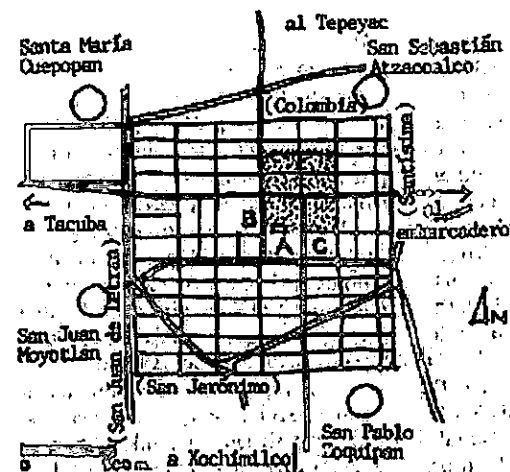 al Tepeyac
Santa María
Cuepopan
San Sebastián
Atzacoalco
(Colombia)
(Santísima)
a Tacuba
al
embarcadero
B
A
C
N
San Juan
Moyotlán
(San Juan de Letrán)
(San Jerónimo)
San Pablo
Zoquipan
a Xochimilco